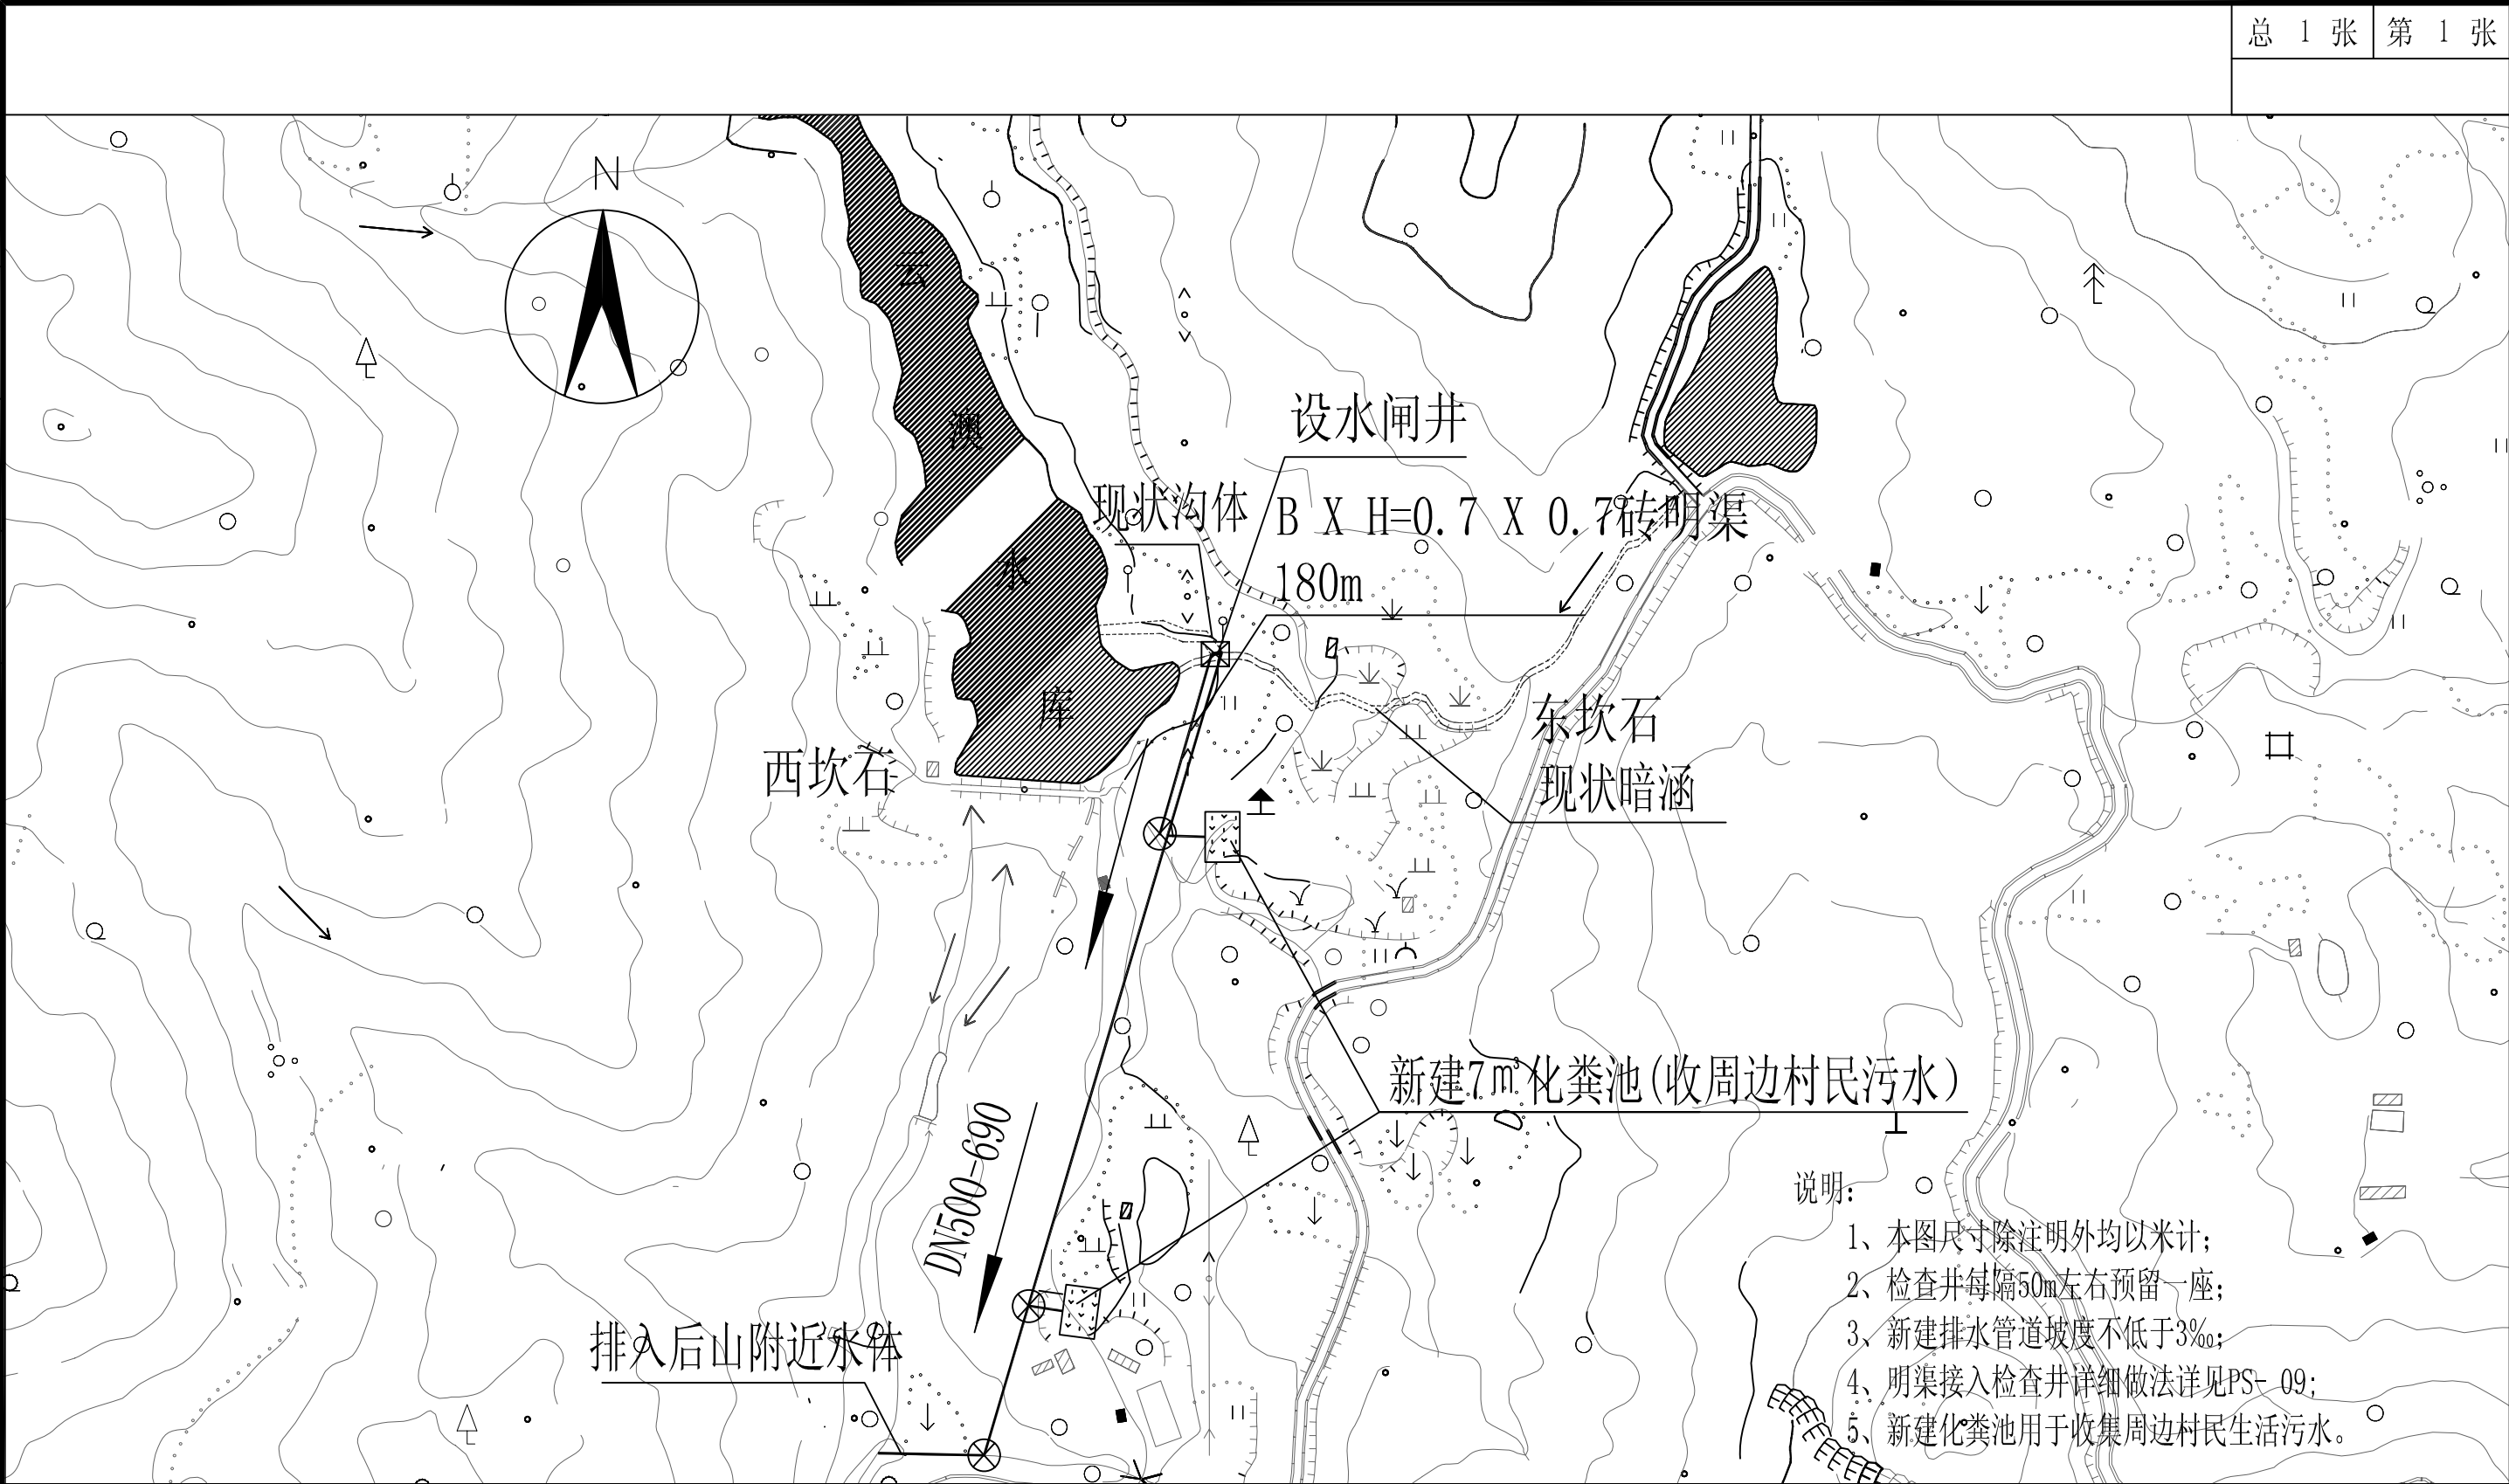 总 1 张 第 1 张
N
云
澳
水
库
设水闸井
现状沟体
B X H=0.7 X 0.7砖明渠
180m
东坎石
西坎石
现状暗涵
新建7m³化粪池(收周边村民污水)
DN500-690
排入后山附近水体
说明:
1、本图尺寸除注明外均以米计;
2、检查井每隔50m左右预留一座;
3、新建排水管道坡度不低于3‰;
4、明渠接入检查井详细做法详见PS- 09;
5、新建化粪池用于收集周边村民生活污水。